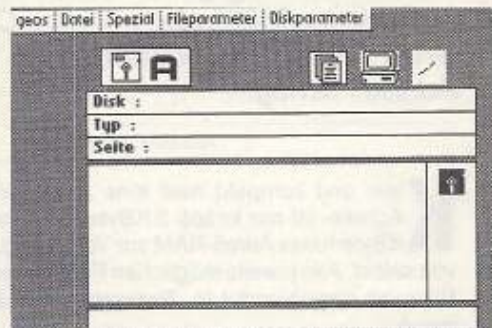 geos Datei Spezial Fileparameter Diskparameter
A
Disk :
Typ :
Seite :